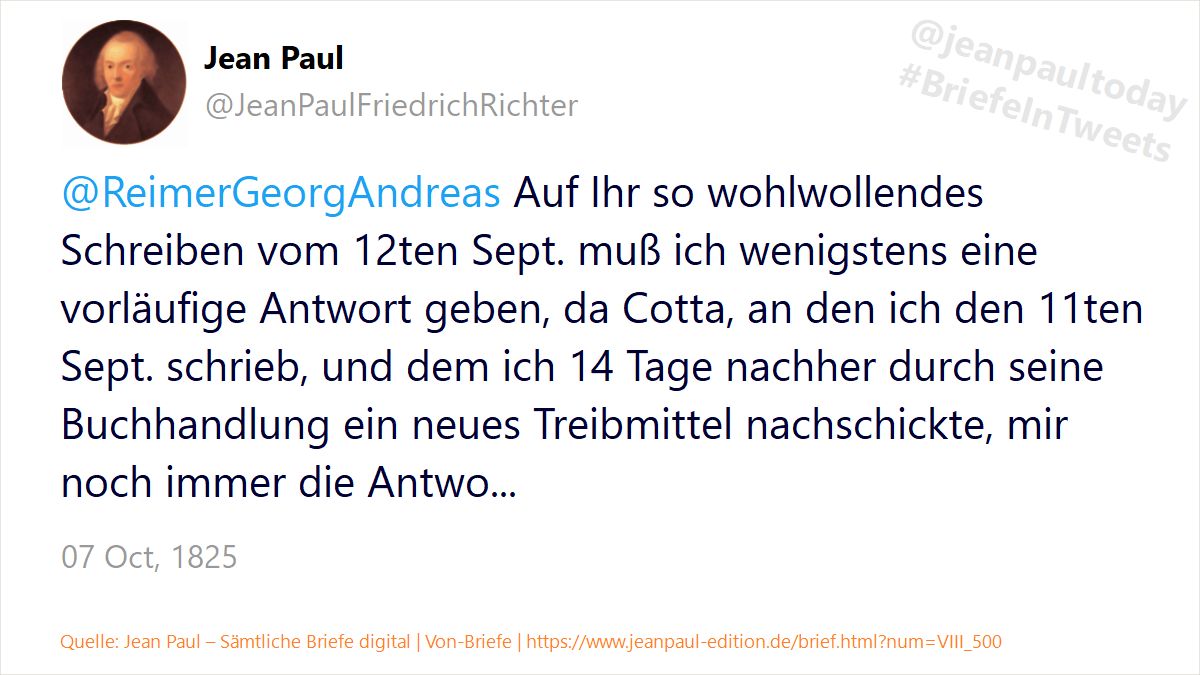 @jeanpaultoday
#BriefeInTweets
Jean Paul
@JeanPaulFriedrichRichter
@ReimerGeorgAndreas Auf Ihr so wohlwollendes
Schreiben vom 12ten Sept. muß ich wenigstens eine
vorläufige Antwort geben, da Cotta, an den ich den 11ten
Sept. schrieb, und dem ich 14 Tage nachher durch seine
Buchhandlung ein neues Treibmittel nachschickte, mir
noch immer die Antwo...
07 Oct, 1825
Quelle: Jean Paul – Sämtliche Briefe digital | Von-Briefe | https://www.jeanpaul-edition.de/brief.html?num=VIII_500